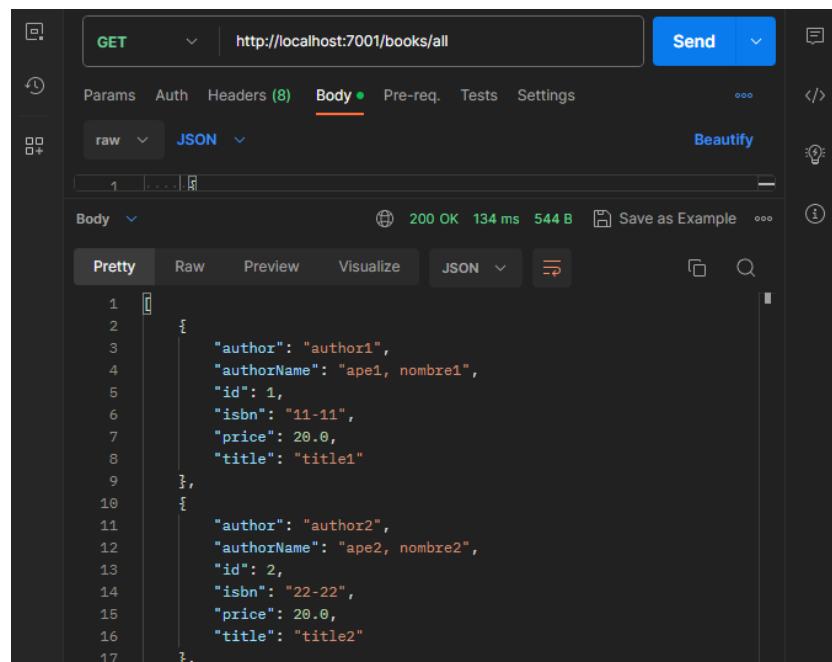 GET http://localhost:7001/books/all Send
Params Auth Headers (8) Body Pre-req. Tests Settings
raw JSON Beautify
1 {
Body 200 OK 134 ms 544 B Save as Example
Pretty Raw Preview Visualize JSON
1 [
2 {
3 "author": "author1",
4 "authorName": "ape1, nombre1",
5 "id": 1,
6 "isbn": "11-11",
7 "price": 20.0,
8 "title": "title1"
9 },
10 {
11 "author": "author2",
12 "authorName": "ape2, nombre2",
13 "id": 2,
14 "isbn": "22-22",
15 "price": 20.0,
16 "title": "title2"
17 },